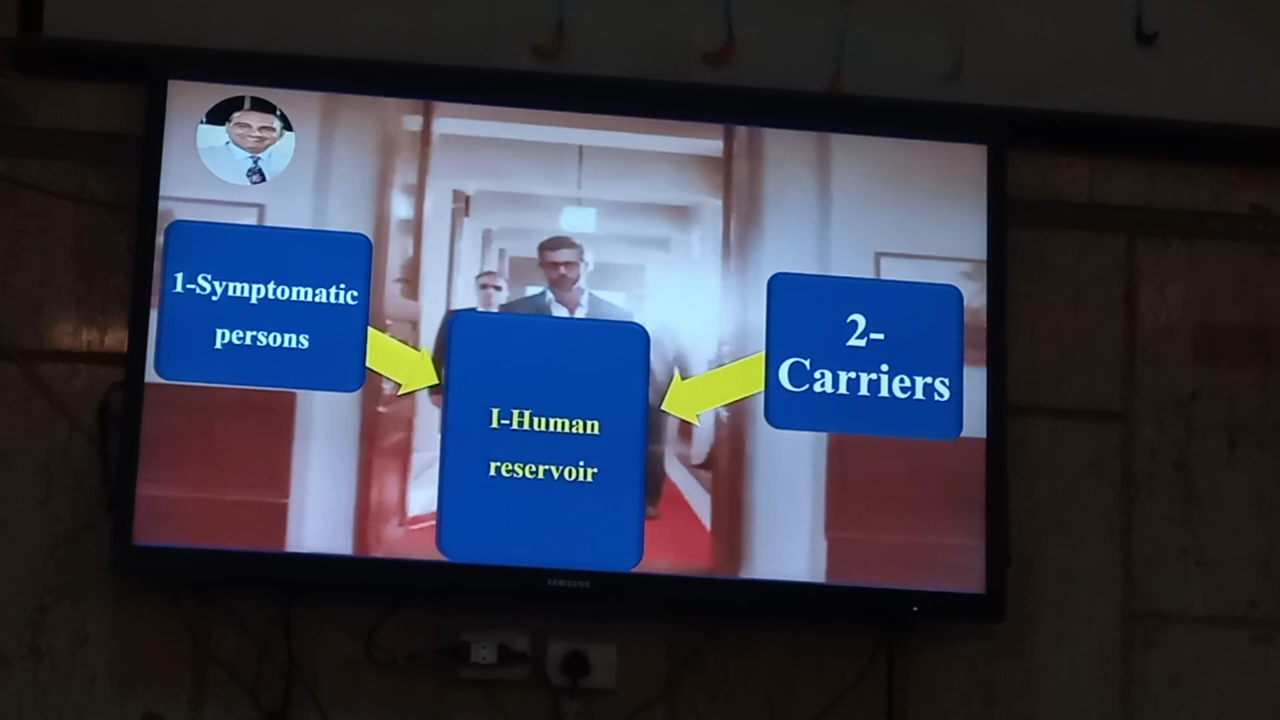 1-Symptomatic
persons
I-Human
reservoir
2-
Carriers
SAMSUNG